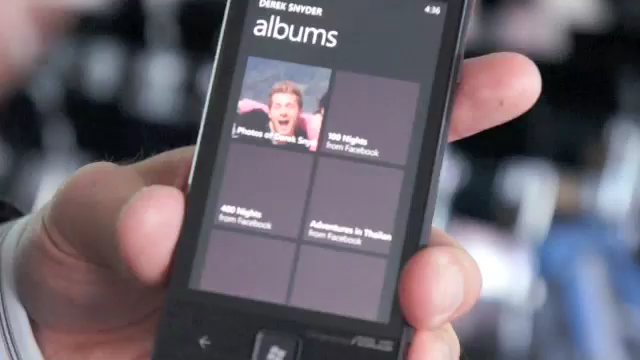 DEREK SNYDER
4:36
albums
Photos of Derek Sny
100 Nights
from Facebook
400 Nights
from Facebook
Adventures in Thailan
from Facebook
ASUS